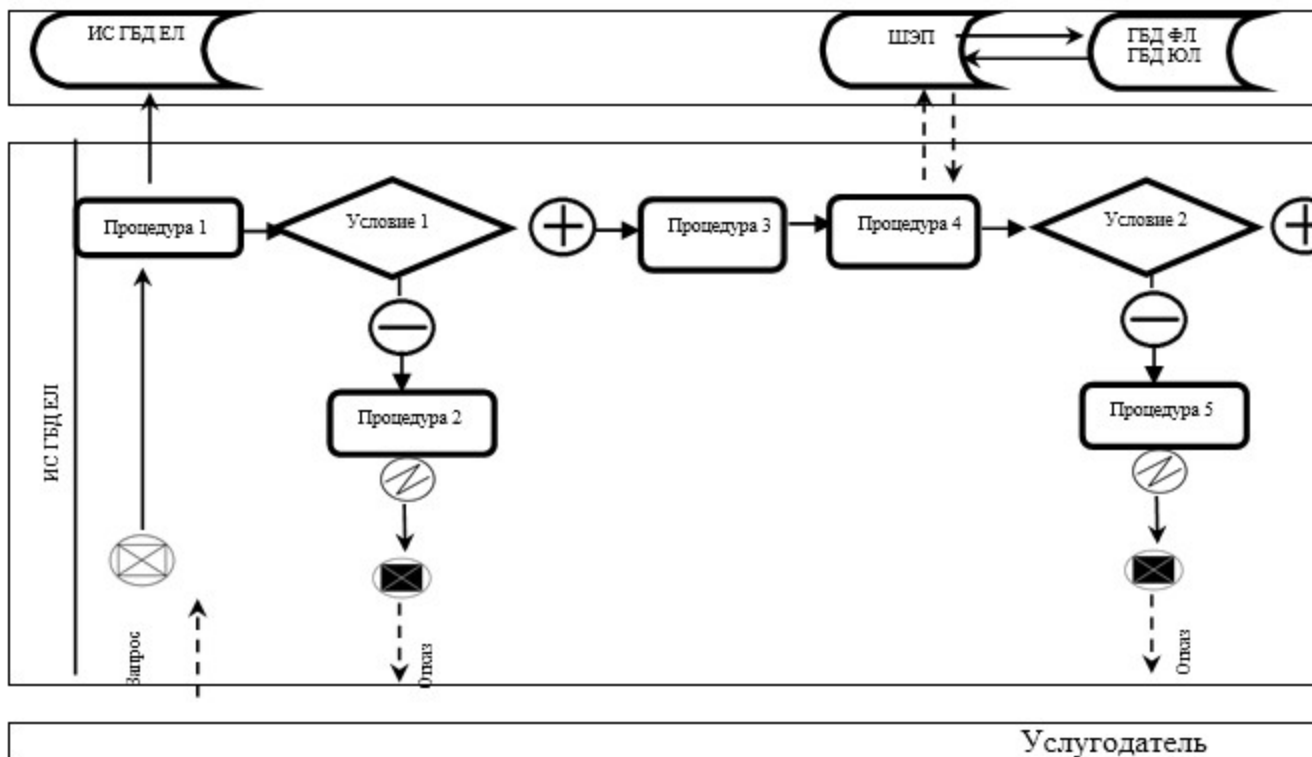 ИС ГБД ЕЛ
ШЭП
ГБД ФЛ
ГБД ЮЛ
Процедура 1
Условие 1
Процедура 3
Процедура 4
Условие 2
Процедура 2
Процедура 5
ИС ГБД ЕЛ
Запрос
Отказ
Отказ
Услугодатель